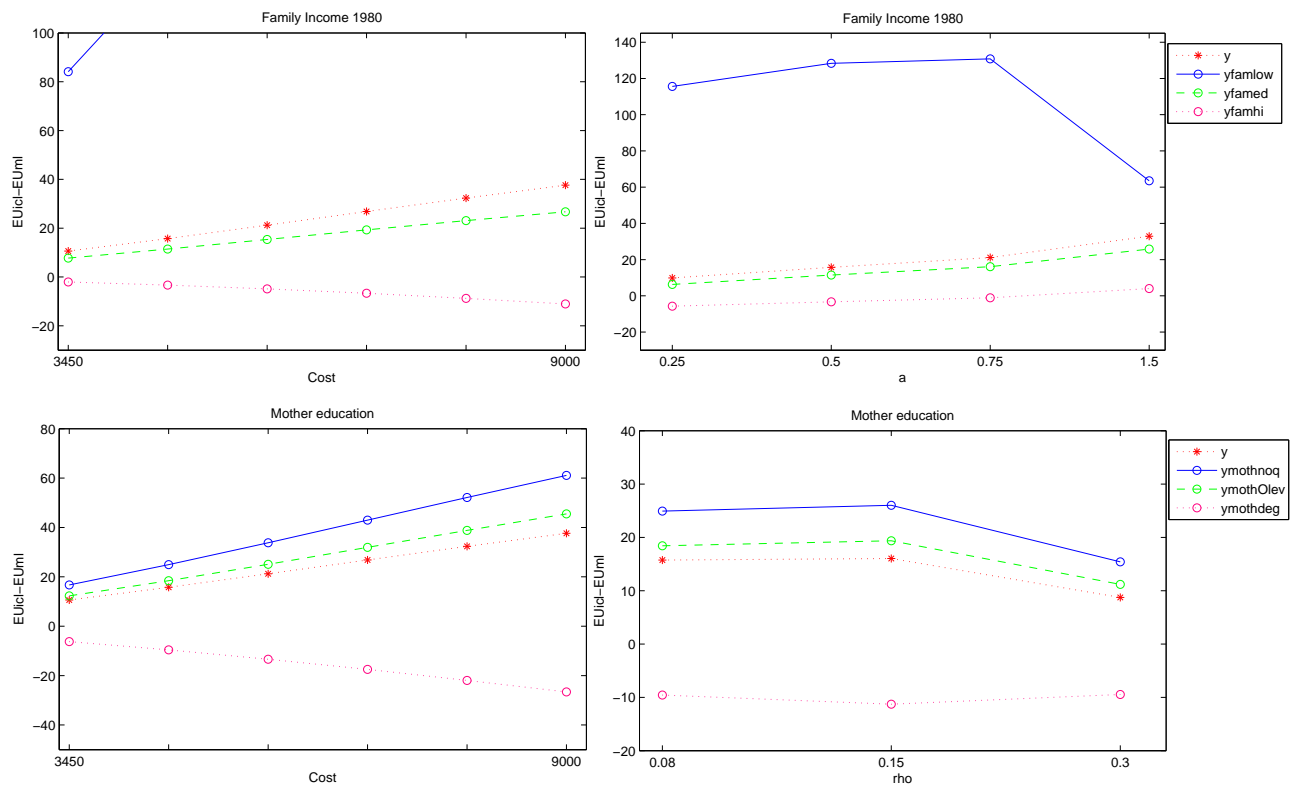 Family Income 1980
100
80
60
40
20
0
−20
3450
9000
Cost
EUicl−EUml
Family Income 1980
140
120
100
80
60
40
20
0
−20
0.25
0.5
0.75
1.5
a
EUicl−EUml
y
yfamlow
yfamed
yfamhi
Mother education
80
60
40
20
0
−20
−40
3450
9000
Cost
EUicl−EUml
Mother education
40
30
20
10
0
−10
−20
0.08
0.15
0.3
rho
EUicl−EUml
y
ymothnoq
ymothOlev
ymothdeg